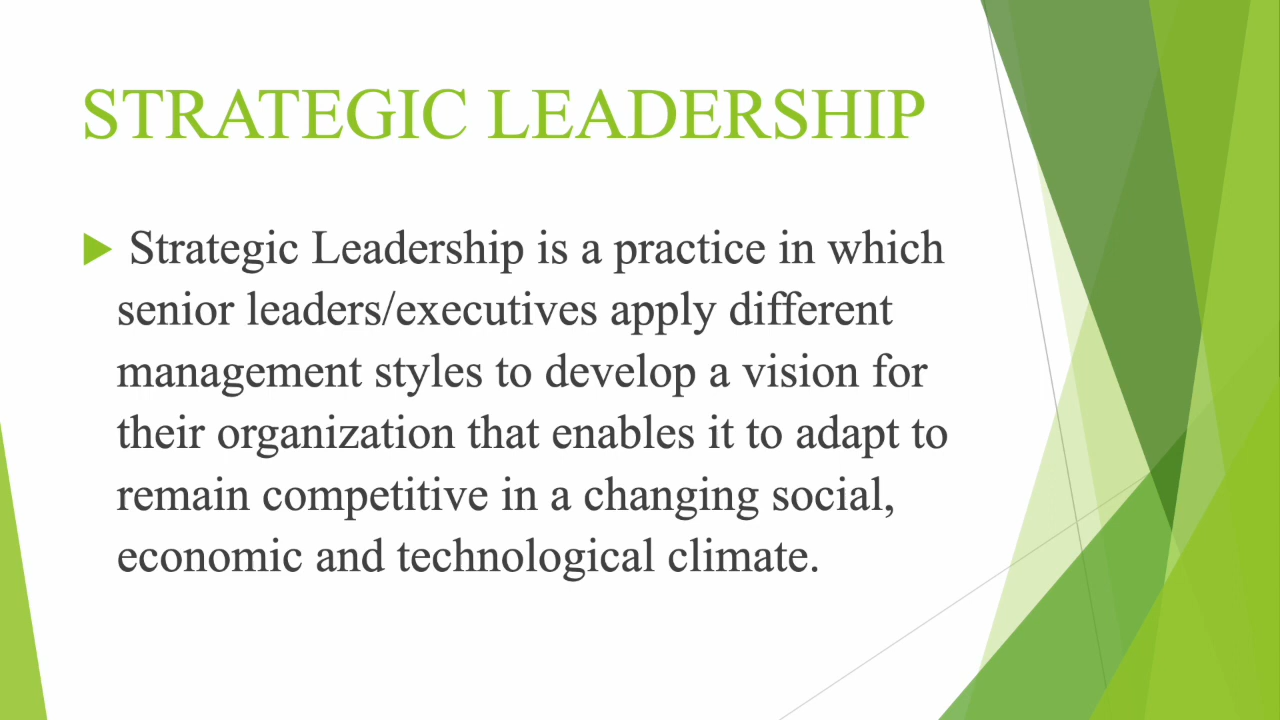 STRATEGIC LEADERSHIP
Strategic Leadership is a practice in which
senior leaders/executives apply different
management styles to develop a vision for
their organization that enables it to adapt to
remain competitive in a changing social,
economic and technological climate.